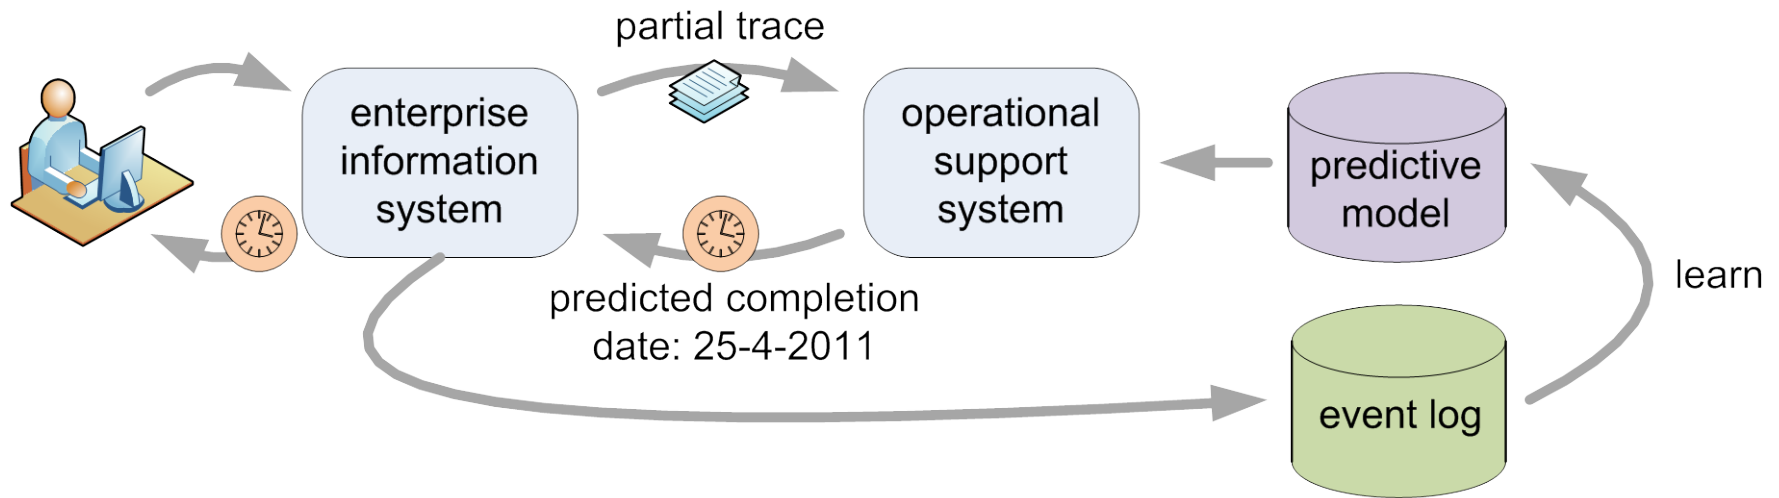 partial trace
enterprise
information
system
operational
support
system
predictive
model
learn
predicted completion
date: 25-4-2011
event log